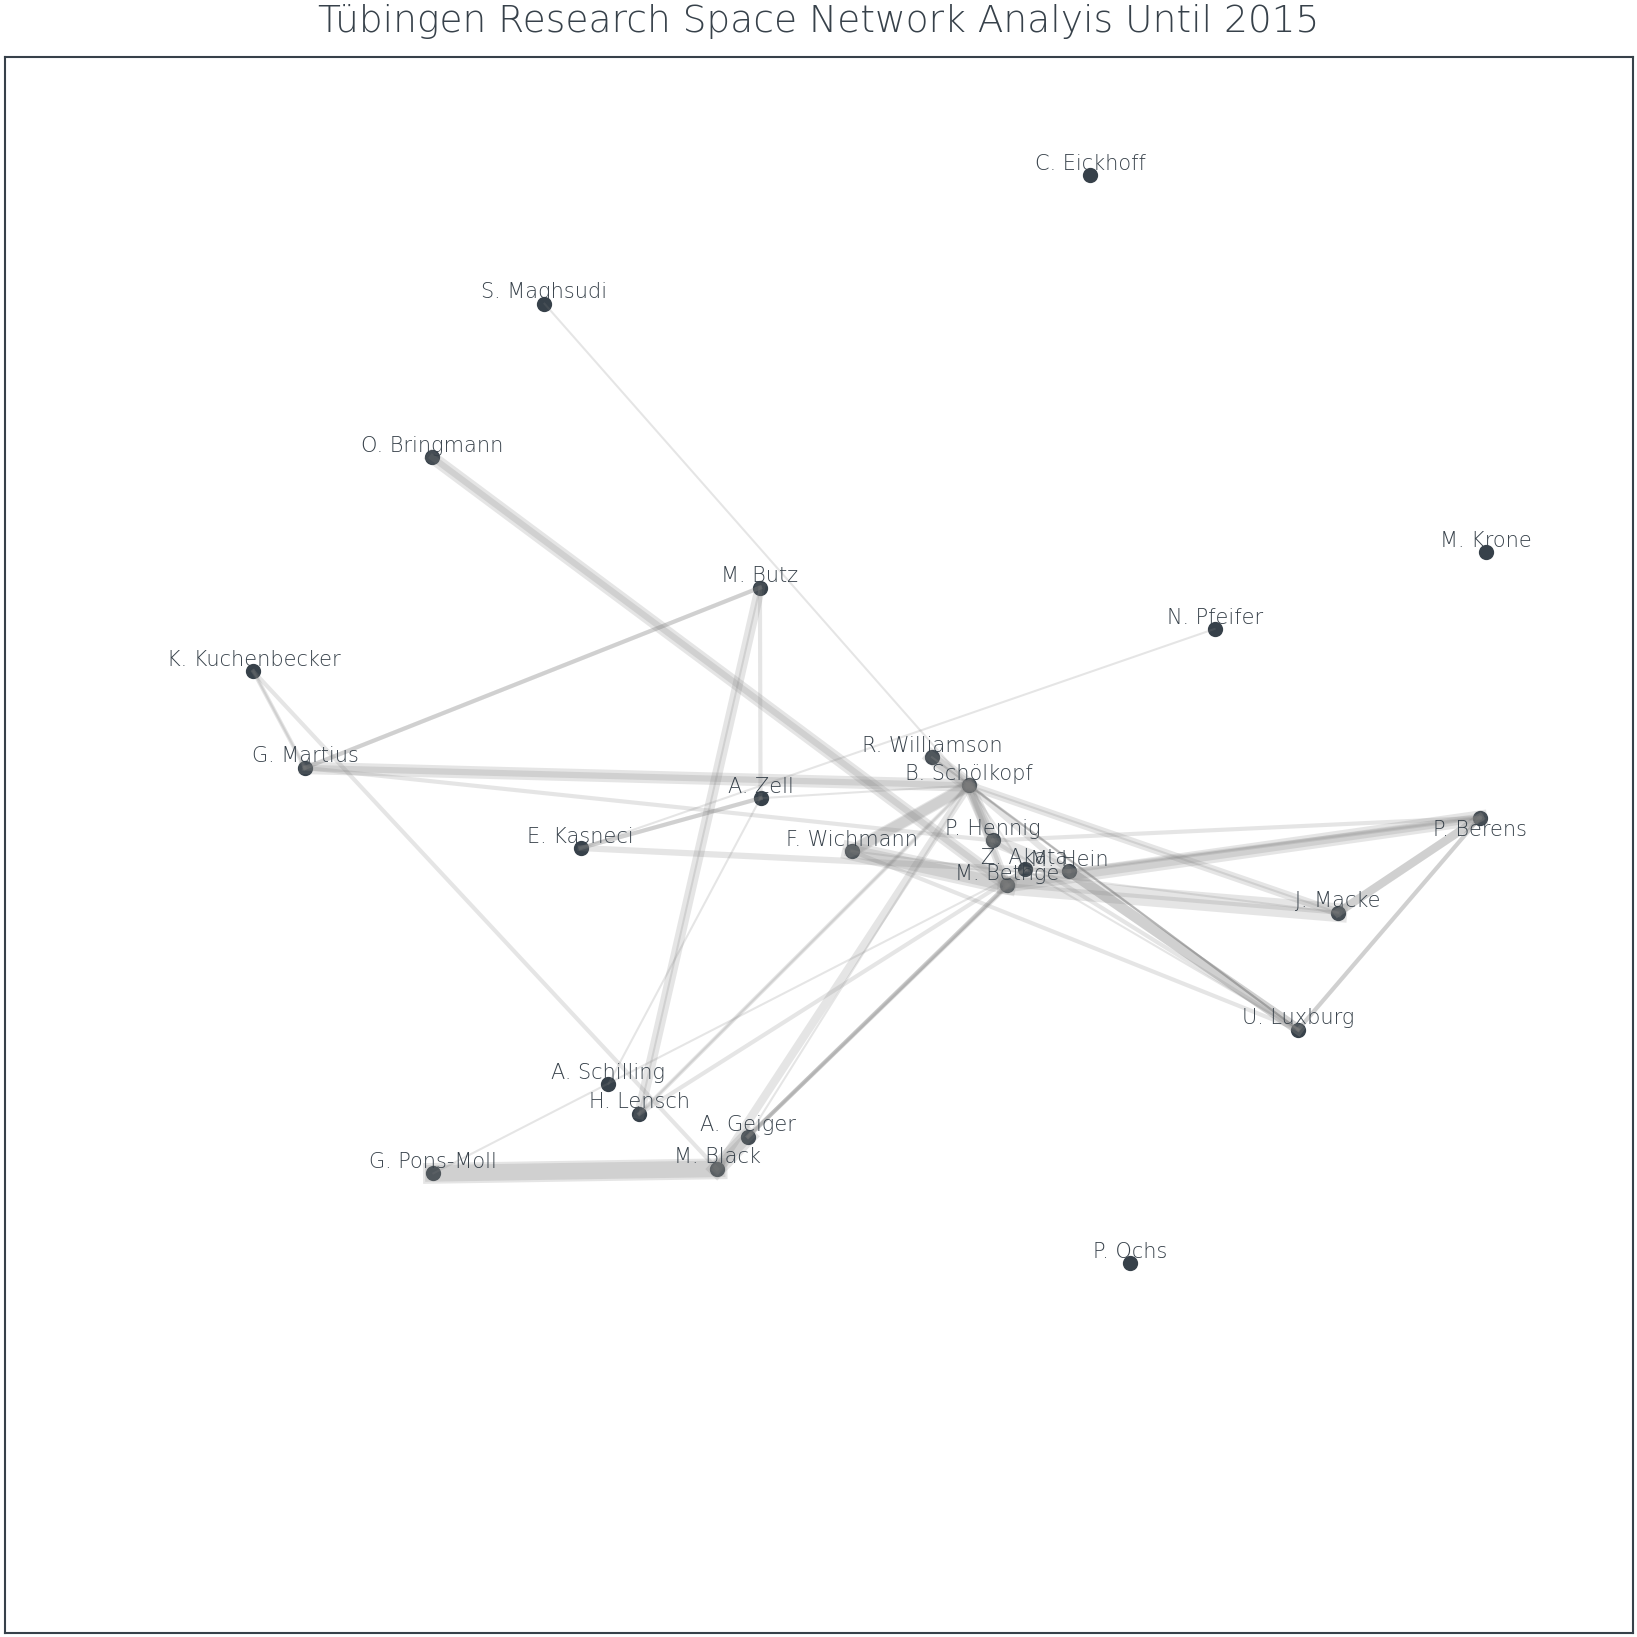 Tübingen Research Space Network Analyis Until 2015
C. Eickhoff
S. Maghsudi
O. Bringmann
M. Krone
M. Butz
N. Pfeifer
K. Kuchenbecker
R. Williamson
G. Martius
B. Schölkopf
A. Zell
P. Hennig
P. Berens
E. Kasneci
F. Wichmann
Z. Akata
M. Hein
M. Bethge
J. Macke
U. Luxburg
A. Schilling
H. Lensch
A. Geiger
M. Black
G. Pons-Moll
P. Ochs